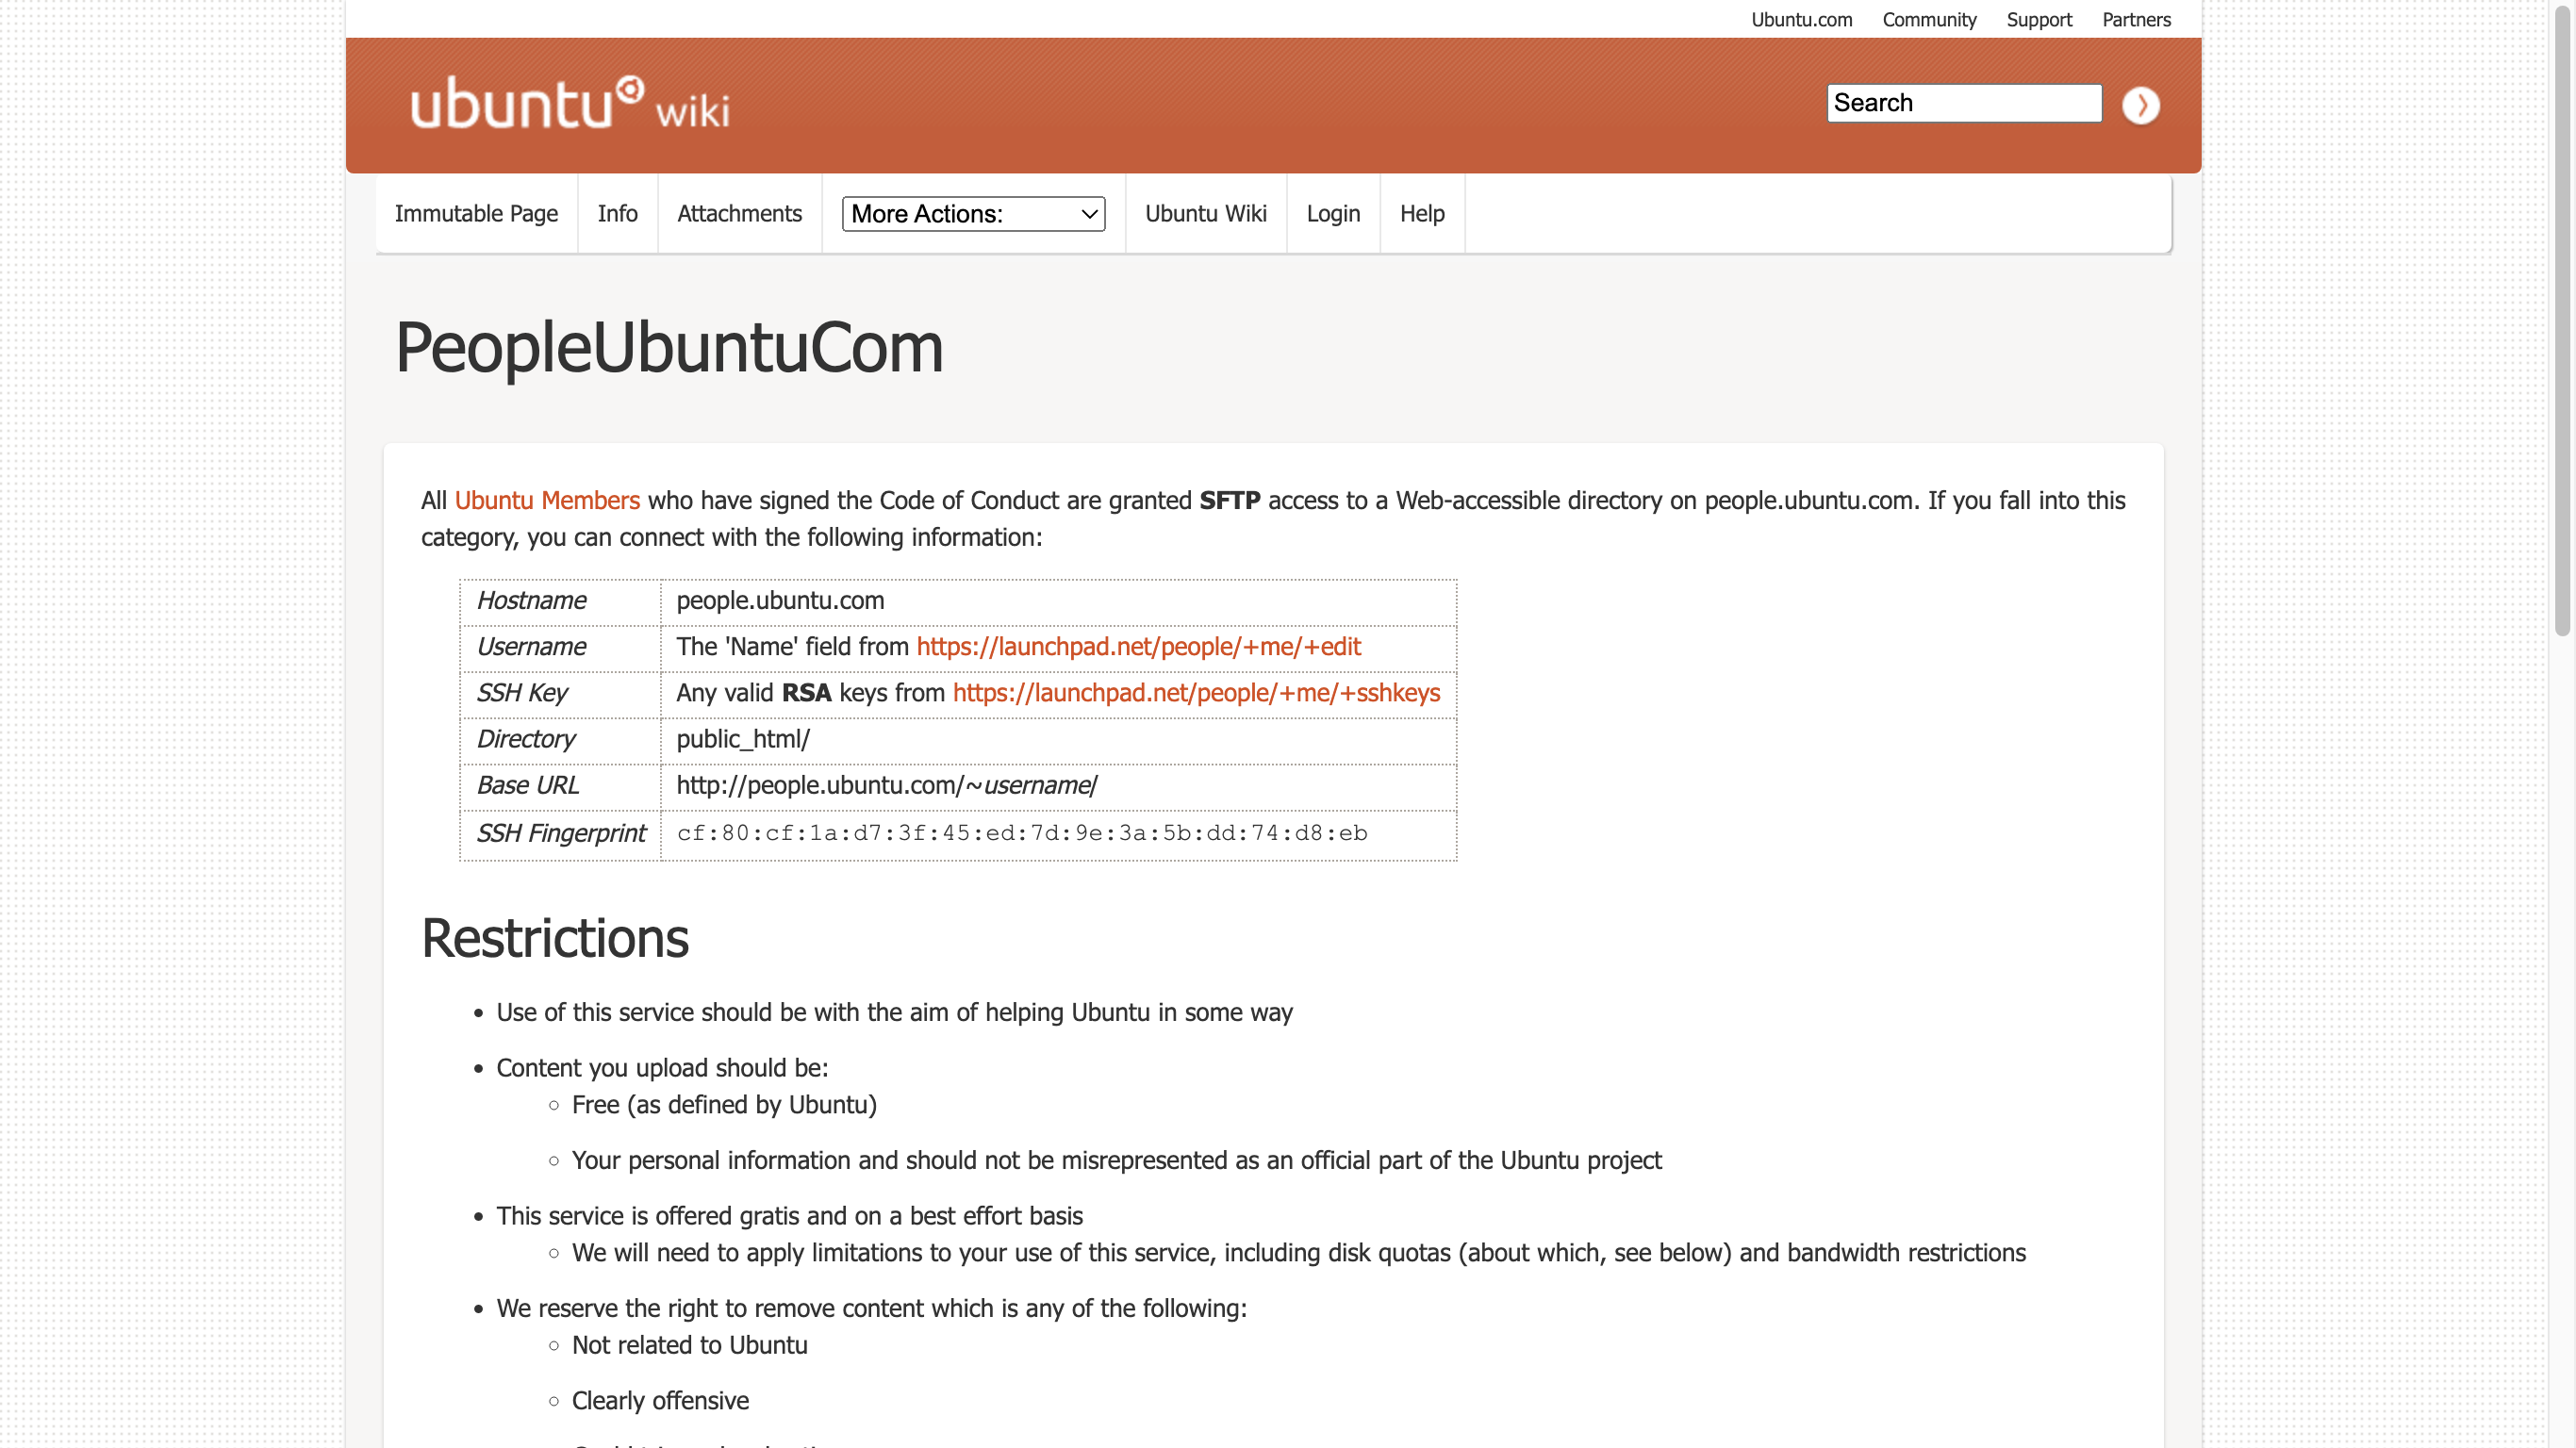 Ubuntu.com Community Support Partners
ubuntu wiki
Search
Immutable Page Info Attachments More Actions: Ubuntu Wiki Login Help
PeopleUbuntuCom
All Ubuntu Members who have signed the Code of Conduct are granted SFTP access to a Web-accessible directory on people.ubuntu.com. If you fall into this
category, you can connect with the following information:
Hostname people.ubuntu.com
Username The 'Name' field from https://launchpad.net/people/+me/+edit
SSH Key Any valid RSA keys from https://launchpad.net/people/+me/+sshkeys
Directory public_html/
Base URL http://people.ubuntu.com/~username/
SSH Fingerprint cf:80:cf:1a:d7:3f:45:ed:7d:9e:3a:5b:dd:74:d8:eb
Restrictions
• Use of this service should be with the aim of helping Ubuntu in some way
• Content you upload should be:
◦ Free (as defined by Ubuntu)
◦ Your personal information and should not be misrepresented as an official part of the Ubuntu project
• This service is offered gratis and on a best effort basis
◦ We will need to apply limitations to your use of this service, including disk quotas (about which, see below) and bandwidth restrictions
• We reserve the right to remove content which is any of the following:
◦ Not related to Ubuntu
◦ Clearly offensive